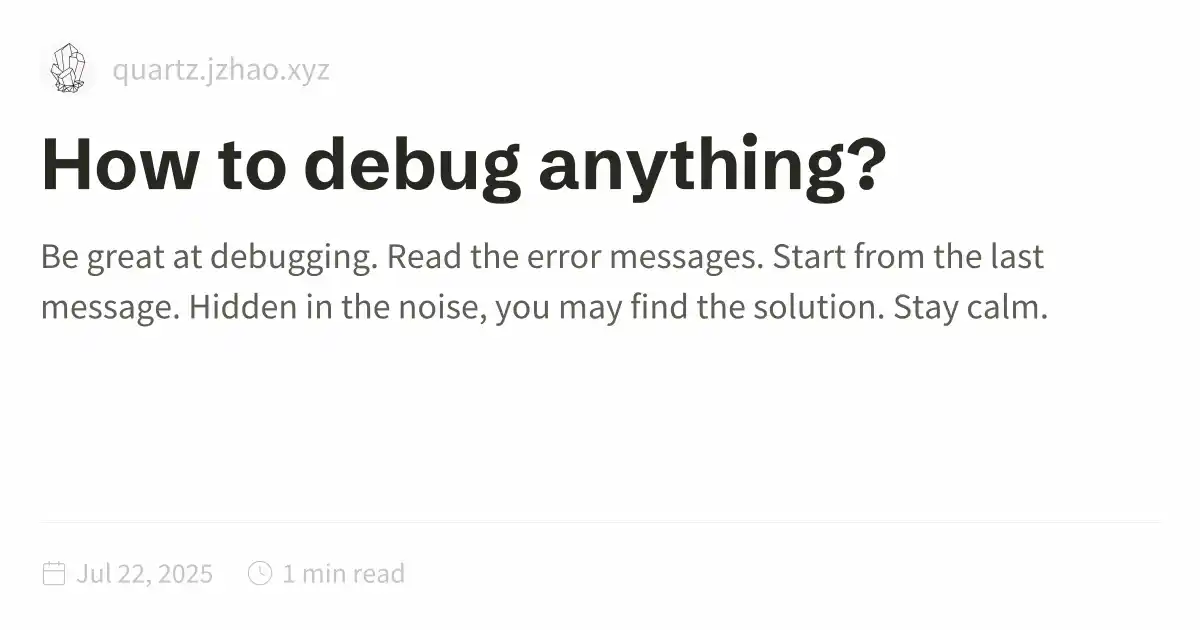 quartz.jzhao.xyz
How to debug anything?
Be great at debugging. Read the error messages. Start from the last
message. Hidden in the noise, you may find the solution. Stay calm.
Jul 22, 2025 1 min read